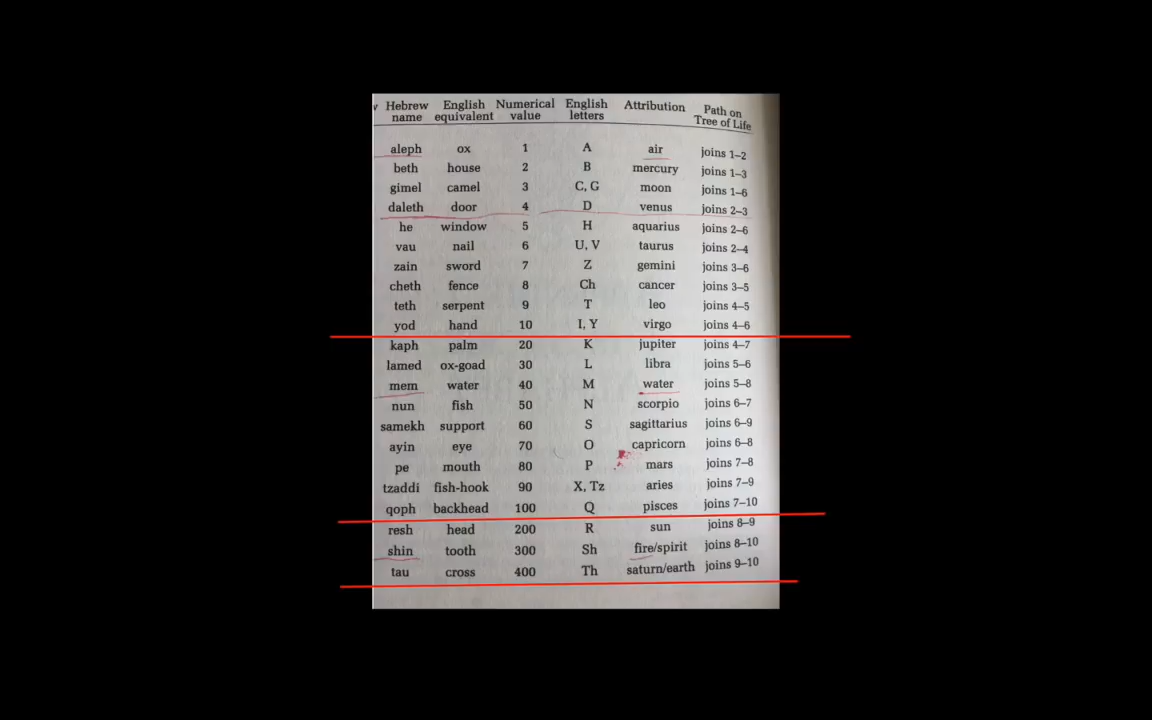 Hebrew name English equivalent Numerical value English letters Attribution Path on Tree of Life
aleph ox 1 A air joins 1–2
beth house 2 B mercury joins 1–3
gimel camel 3 C, G moon joins 1–6
daleth door 4 D venus joins 2–3
he window 5 H aquarius joins 2–6
vau nail 6 U, V taurus joins 2–4
zain sword 7 Z gemini joins 3–6
cheth fence 8 Ch cancer joins 3–5
teth serpent 9 T leo joins 4–5
yod hand 10 I, Y virgo joins 4–6
kaph palm 20 K jupiter joins 4–7
lamed ox-goad 30 L libra joins 5–6
mem water 40 M water joins 5–8
nun fish 50 N scorpio joins 6–7
samekh support 60 S sagittarius joins 6–9
ayin eye 70 O capricorn joins 6–8
pe mouth 80 P mars joins 7–8
tzaddi fish-hook 90 X, Tz aries joins 7–9
qoph backhead 100 Q pisces joins 7–10
resh head 200 R sun joins 8–9
shin tooth 300 Sh fire/spirit joins 8–10
tau cross 400 Th saturn/earth joins 9–10